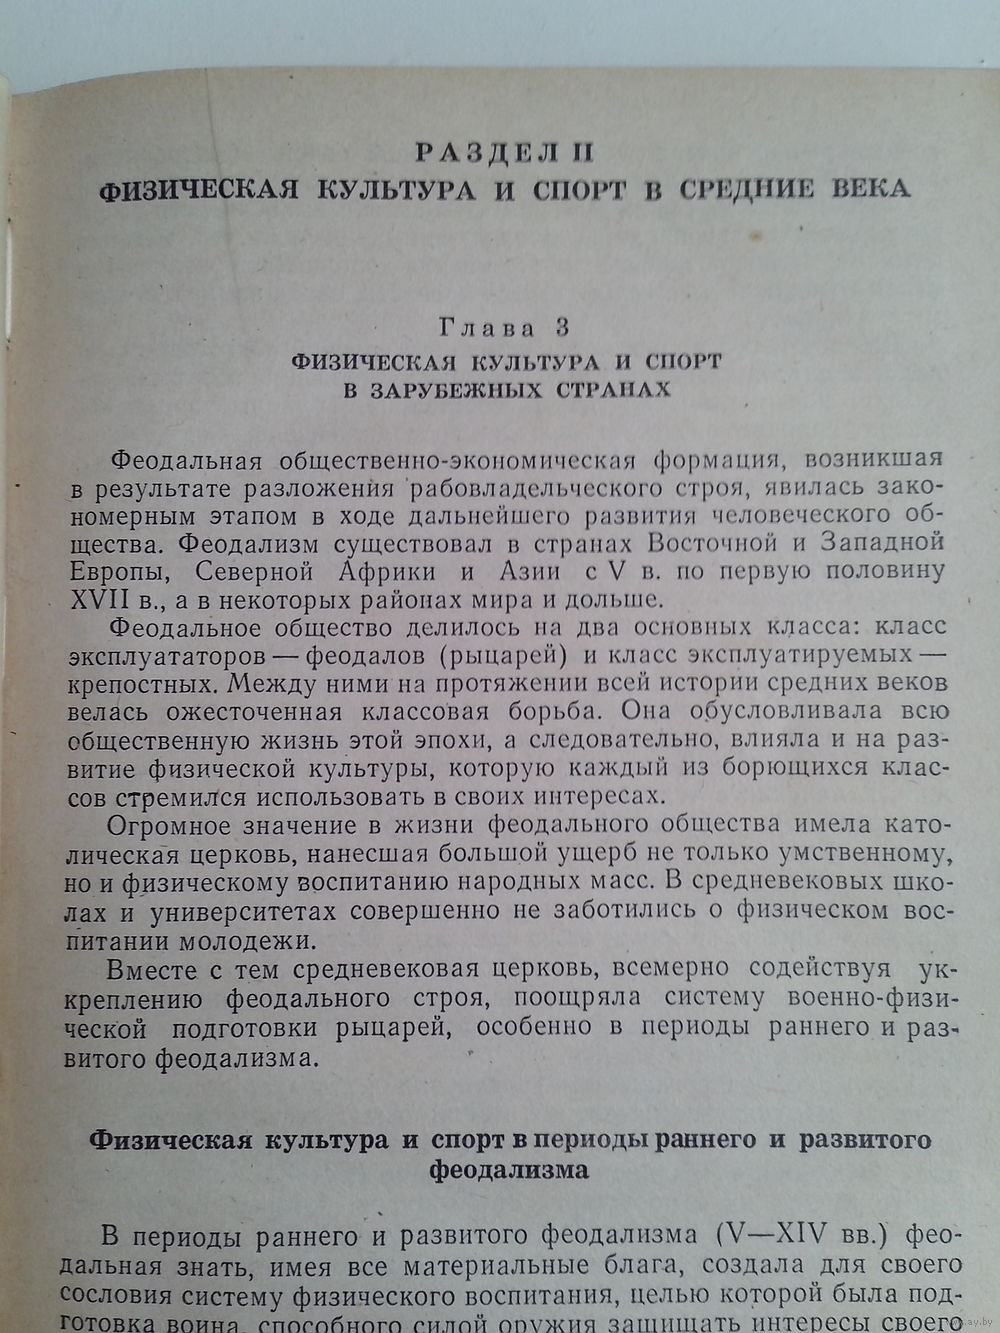 РАЗДЕЛ II
ФИЗИЧЕСКАЯ КУЛЬТУРА И СПОРТ В СРЕДНИЕ ВЕКА
Глава 3
ФИЗИЧЕСКАЯ КУЛЬТУРА И СПОРТ
В ЗАРУБЕЖНЫХ СТРАНАХ
Феодальная общественно-экономическая формация, возникшая
в результате разложения рабовладельческого строя, явилась зако-
номерным этапом в ходе дальнейшего развития человеческого об-
щества. Феодализм существовал в странах Восточной и Западной
Европы, Северной Африки и Азии с V в. по первую половину
XVII в., а в некоторых районах мира и дольше.
Феодальное общество делилось на два основных класса: класс
эксплуататоров — феодалов (рыцарей) и класс эксплуатируемых —
крепостных. Между ними на протяжении всей истории средних веков
велась ожесточенная классовая борьба. Она обусловливала всю
общественную жизнь этой эпохи, а следовательно, влияла и на раз-
витие физической культуры, которую каждый из борющихся клас-
сов стремился использовать в своих интересах.
Огромное значение в жизни феодального общества имела като-
лическая церковь, нанесшая большой ущерб не только умственному,
но и физическому воспитанию народных масс. В средневековых шко-
лах и университетах совершенно не заботились о физическом вос-
питании молодежи.
Вместе с тем средневековая церковь, всемерно содействуя ук-
креплению феодального строя, поощряла систему военно-физи-
ческой подготовки рыцарей, особенно в периоды раннего и раз-
витого феодализма.
Физическая культура и спорт в периоды раннего и развитого
феодализма
В периоды раннего и развитого феодализма (V—XIV вв.) фео-
дальная знать, имея все материальные блага, создала для своего
сословия систему физического воспитания, целью которой была под-
готовка воина, способного силой оружия защищать интересы своего